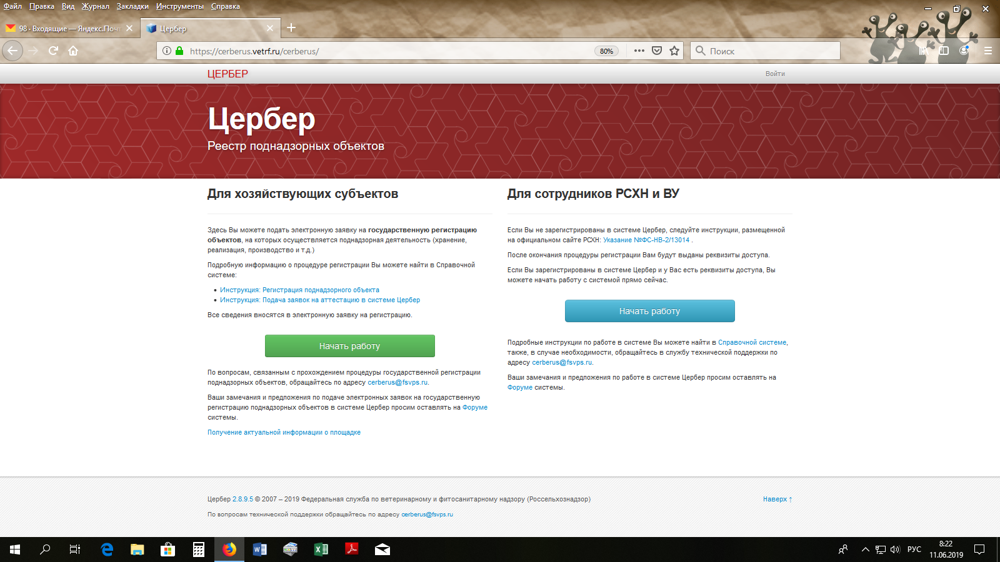 Файл Правка Вид Журнал Закладки Инструменты Справка
98 · Входящие — Яндекс.Поч
Цербер
https://cerberus.vetrf.ru/cerberus/
80%
Поиск
ЦЕРБЕР
Войти
Цербер
Реестр поднадзорных объектов
Для хозяйствующих субъектов
Здесь Вы можете подать электронную заявку на государственную регистрацию
объектов, на которых осуществляется поднадзорная деятельность (хранение,
реализация, производство и т.д.)
Подробную информацию о процедуре регистрации Вы можете найти в Справочной
системе:
• Инструкция: Регистрация поднадзорного объекта
• Инструкция: Подача заявок на аттестацию в системе Цербер
Все сведения вносятся в электронную заявку на регистрацию.
Начать работу
По вопросам, связанным с прохождением процедуры государственной регистрации
поднадзорных объектов, обращайтесь по адресу cerberus@fsvps.ru.
Ваши замечания и предложения по подаче электронных заявок на государственную
регистрацию поднадзорных объектов в системе Цербер просим оставлять на Форуме
системы.
Получение актуальной информации о площадке
Для сотрудников РСХН и ВУ
Если Вы не зарегистрированы в системе Цербер, следуйте инструкции, размещенной
на официальном сайте РСХН: Указание №ФС-НВ-2/13014 .
После окончания процедуры регистрации Вам будут выданы реквизиты доступа.
Если Вы зарегистрированы в системе Цербер и у Вас есть реквизиты доступа, Вы
можете начать работу с системой прямо сейчас.
Начать работу
Подробные инструкции по работе в системе Вы можете найти в Справочной системе,
также, в случае необходимости, обращайтесь в службу технической поддержки по
адресу cerberus@fsvps.ru.
Ваши замечания и предложения по работе в системе Цербер просим оставлять на
Форуме системы.
Цербер 2.8.9.5 © 2007 – 2019 Федеральная служба по ветеринарному и фитосанитарному надзору (Россельхознадзор)
Наверх ↑
По вопросам технической поддержки обращайтесь по адресу cerberus@fsvps.ru
РУС
8:22
11.06.2019